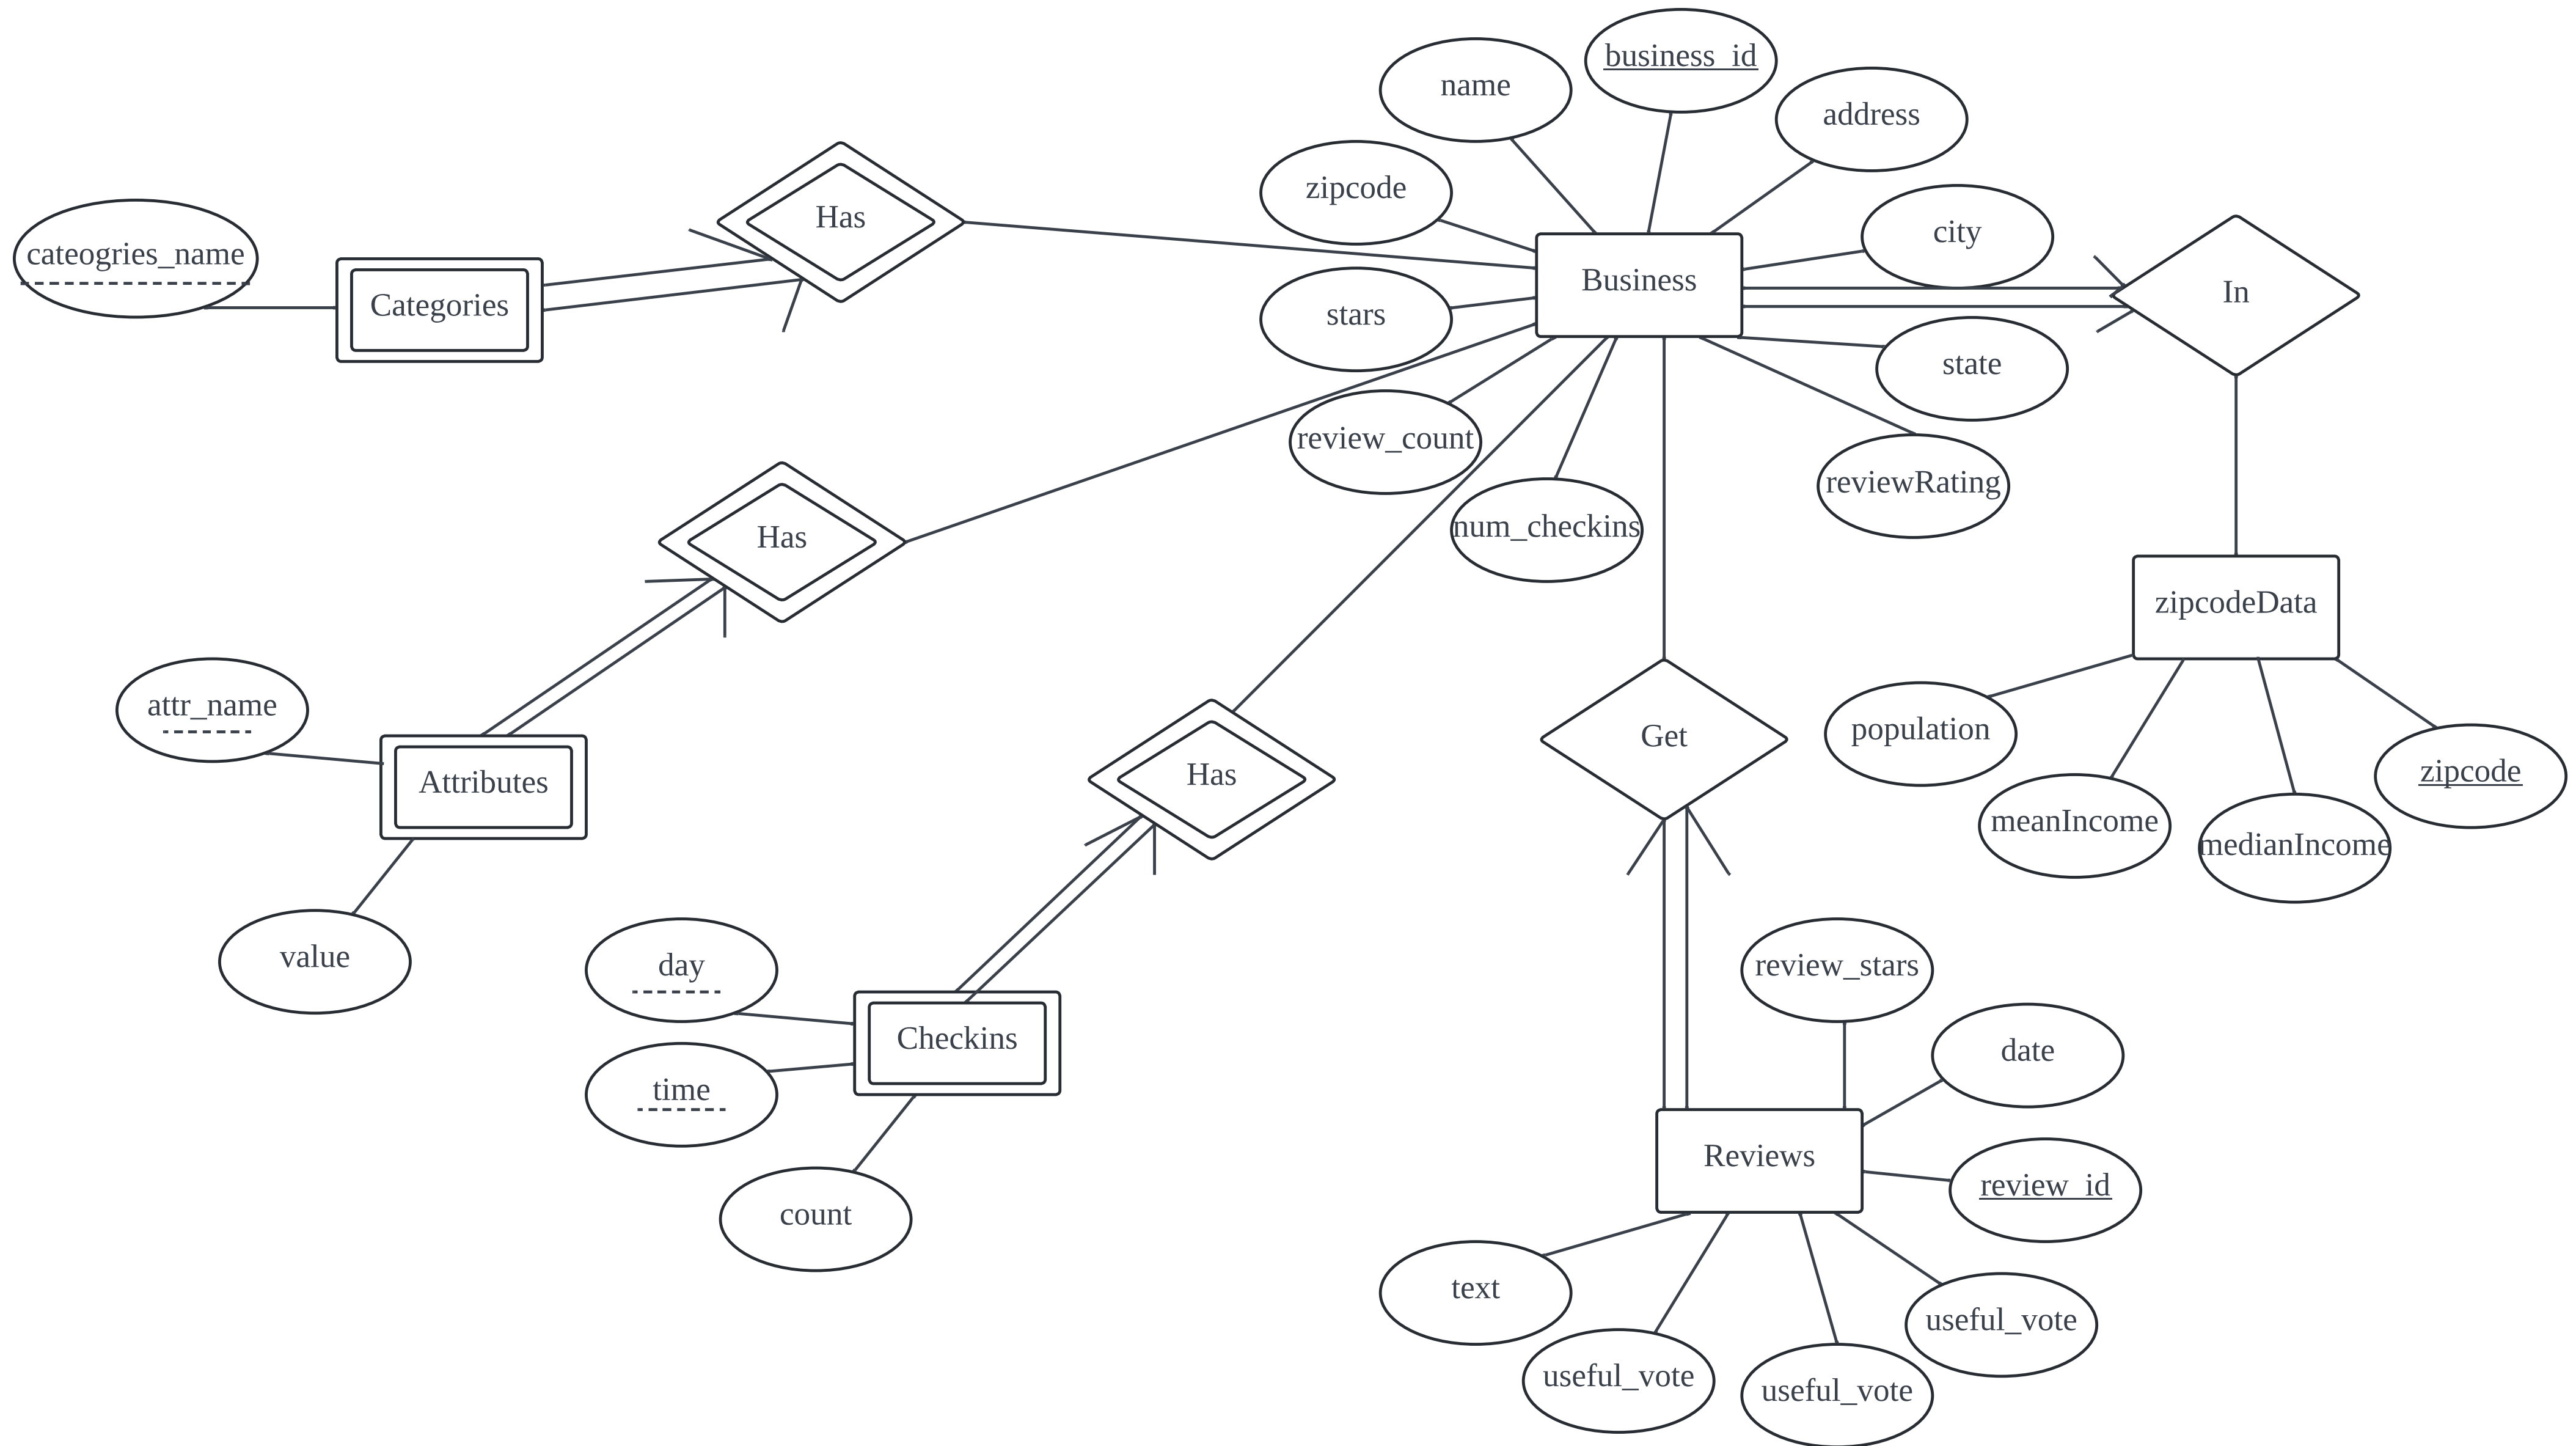 business_id
name
address
zipcode
city
Has
cateogries_name
Business
In
Categories
stars
state
review_count
reviewRating
num_checkins
Has
zipcodeData
attr_name
population
Get
zipcode
Attributes
Has
meanIncome
medianIncome
value
day
review_stars
Checkins
date
time
Reviews
review_id
count
text
useful_vote
useful_vote
useful_vote